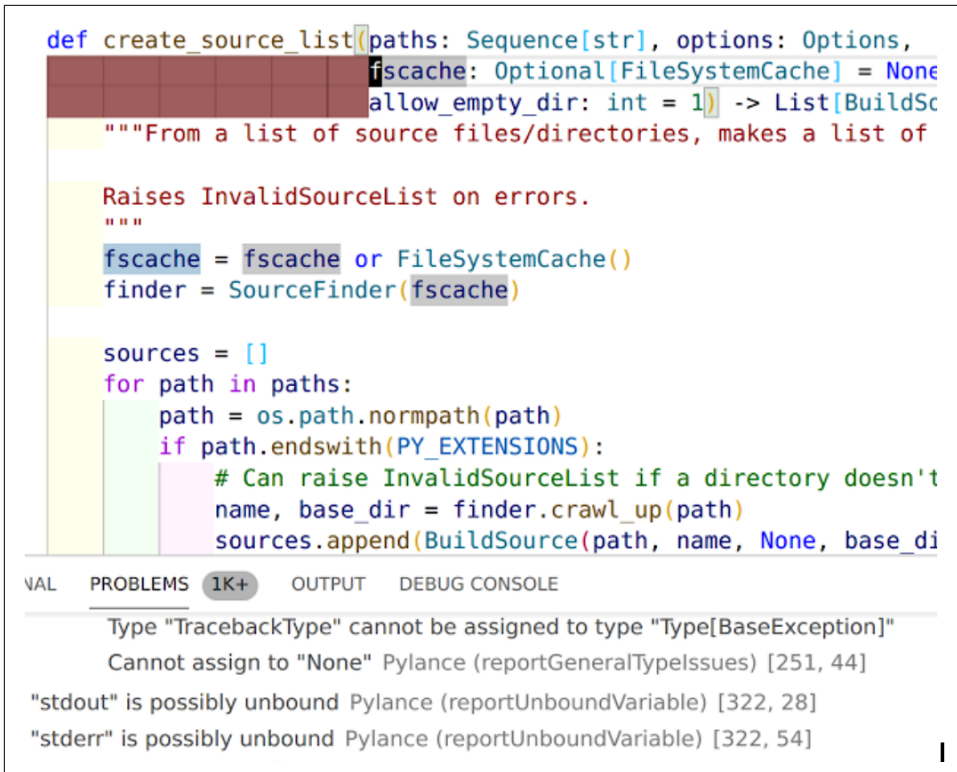 def create_source_list(paths: Sequence[str], options: Options,
fscache: Optional[FileSystemCache] = None
allow_empty_dir: int = 1) -> List[BuildSo
"""From a list of source files/directories, makes a list of
Raises InvalidSourceList on errors.
"""
fscache = fscache or FileSystemCache()
finder = SourceFinder(fscache)
sources = []
for path in paths:
path = os.path.normpath(path)
if path.endswith(PY_EXTENSIONS):
# Can raise InvalidSourceList if a directory doesn't
name, base_dir = finder.crawl_up(path)
sources.append(BuildSource(path, name, None, base_di
NAL PROBLEMS 1K+ OUTPUT DEBUG CONSOLE
Type "TracebackType" cannot be assigned to type "Type[BaseException]"
Cannot assign to "None" Pylance (reportGeneralTypeIssues) [251, 44]
"stdout" is possibly unbound Pylance (reportUnboundVariable) [322, 28]
"stderr" is possibly unbound Pylance (reportUnboundVariable) [322, 54]